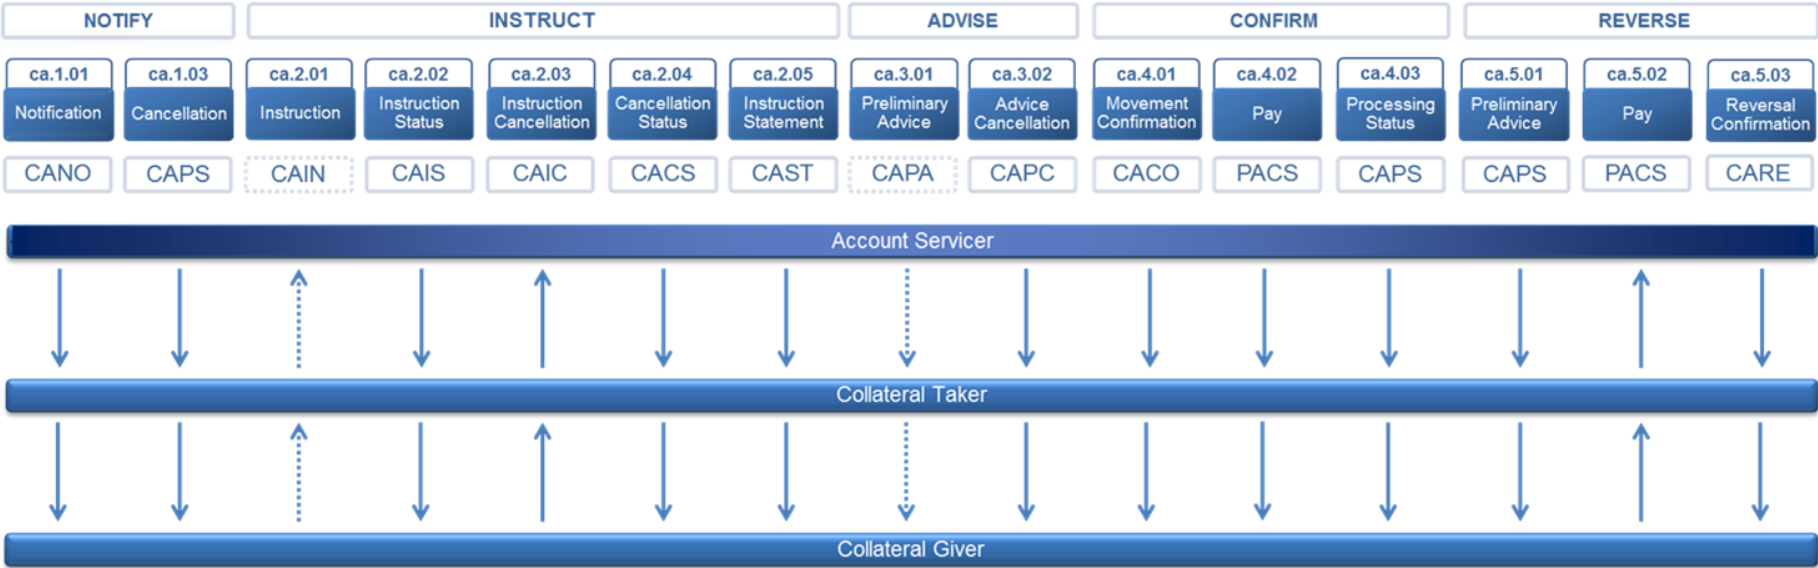 NOTIFY INSTRUCT ADVISE CONFIRM REVERSE
ca.1.01 ca.1.03 ca.2.01 ca.2.02 ca.2.03 ca.2.04 ca.2.05 ca.3.01 ca.3.02 ca.4.01 ca.4.02 ca.4.03 ca.5.01 ca.5.02 ca.5.03
Notification
Cancellation
Instruction
Instruction
Status
Instruction
Cancellation
Cancellation
Status
Instruction
Statement
Preliminary
Advice
Advice
Cancellation
Movement
Confirmation
Pay
Processing
Status
Preliminary
Advice
Pay
Reversal
Confirmation
CANO CAPS CAIN CAIS CAIC CACS CAST CAPA CAPC CACO PACS CAPS CAPS PACS CARE
Account Servicer
Collateral Taker
Collateral Giver